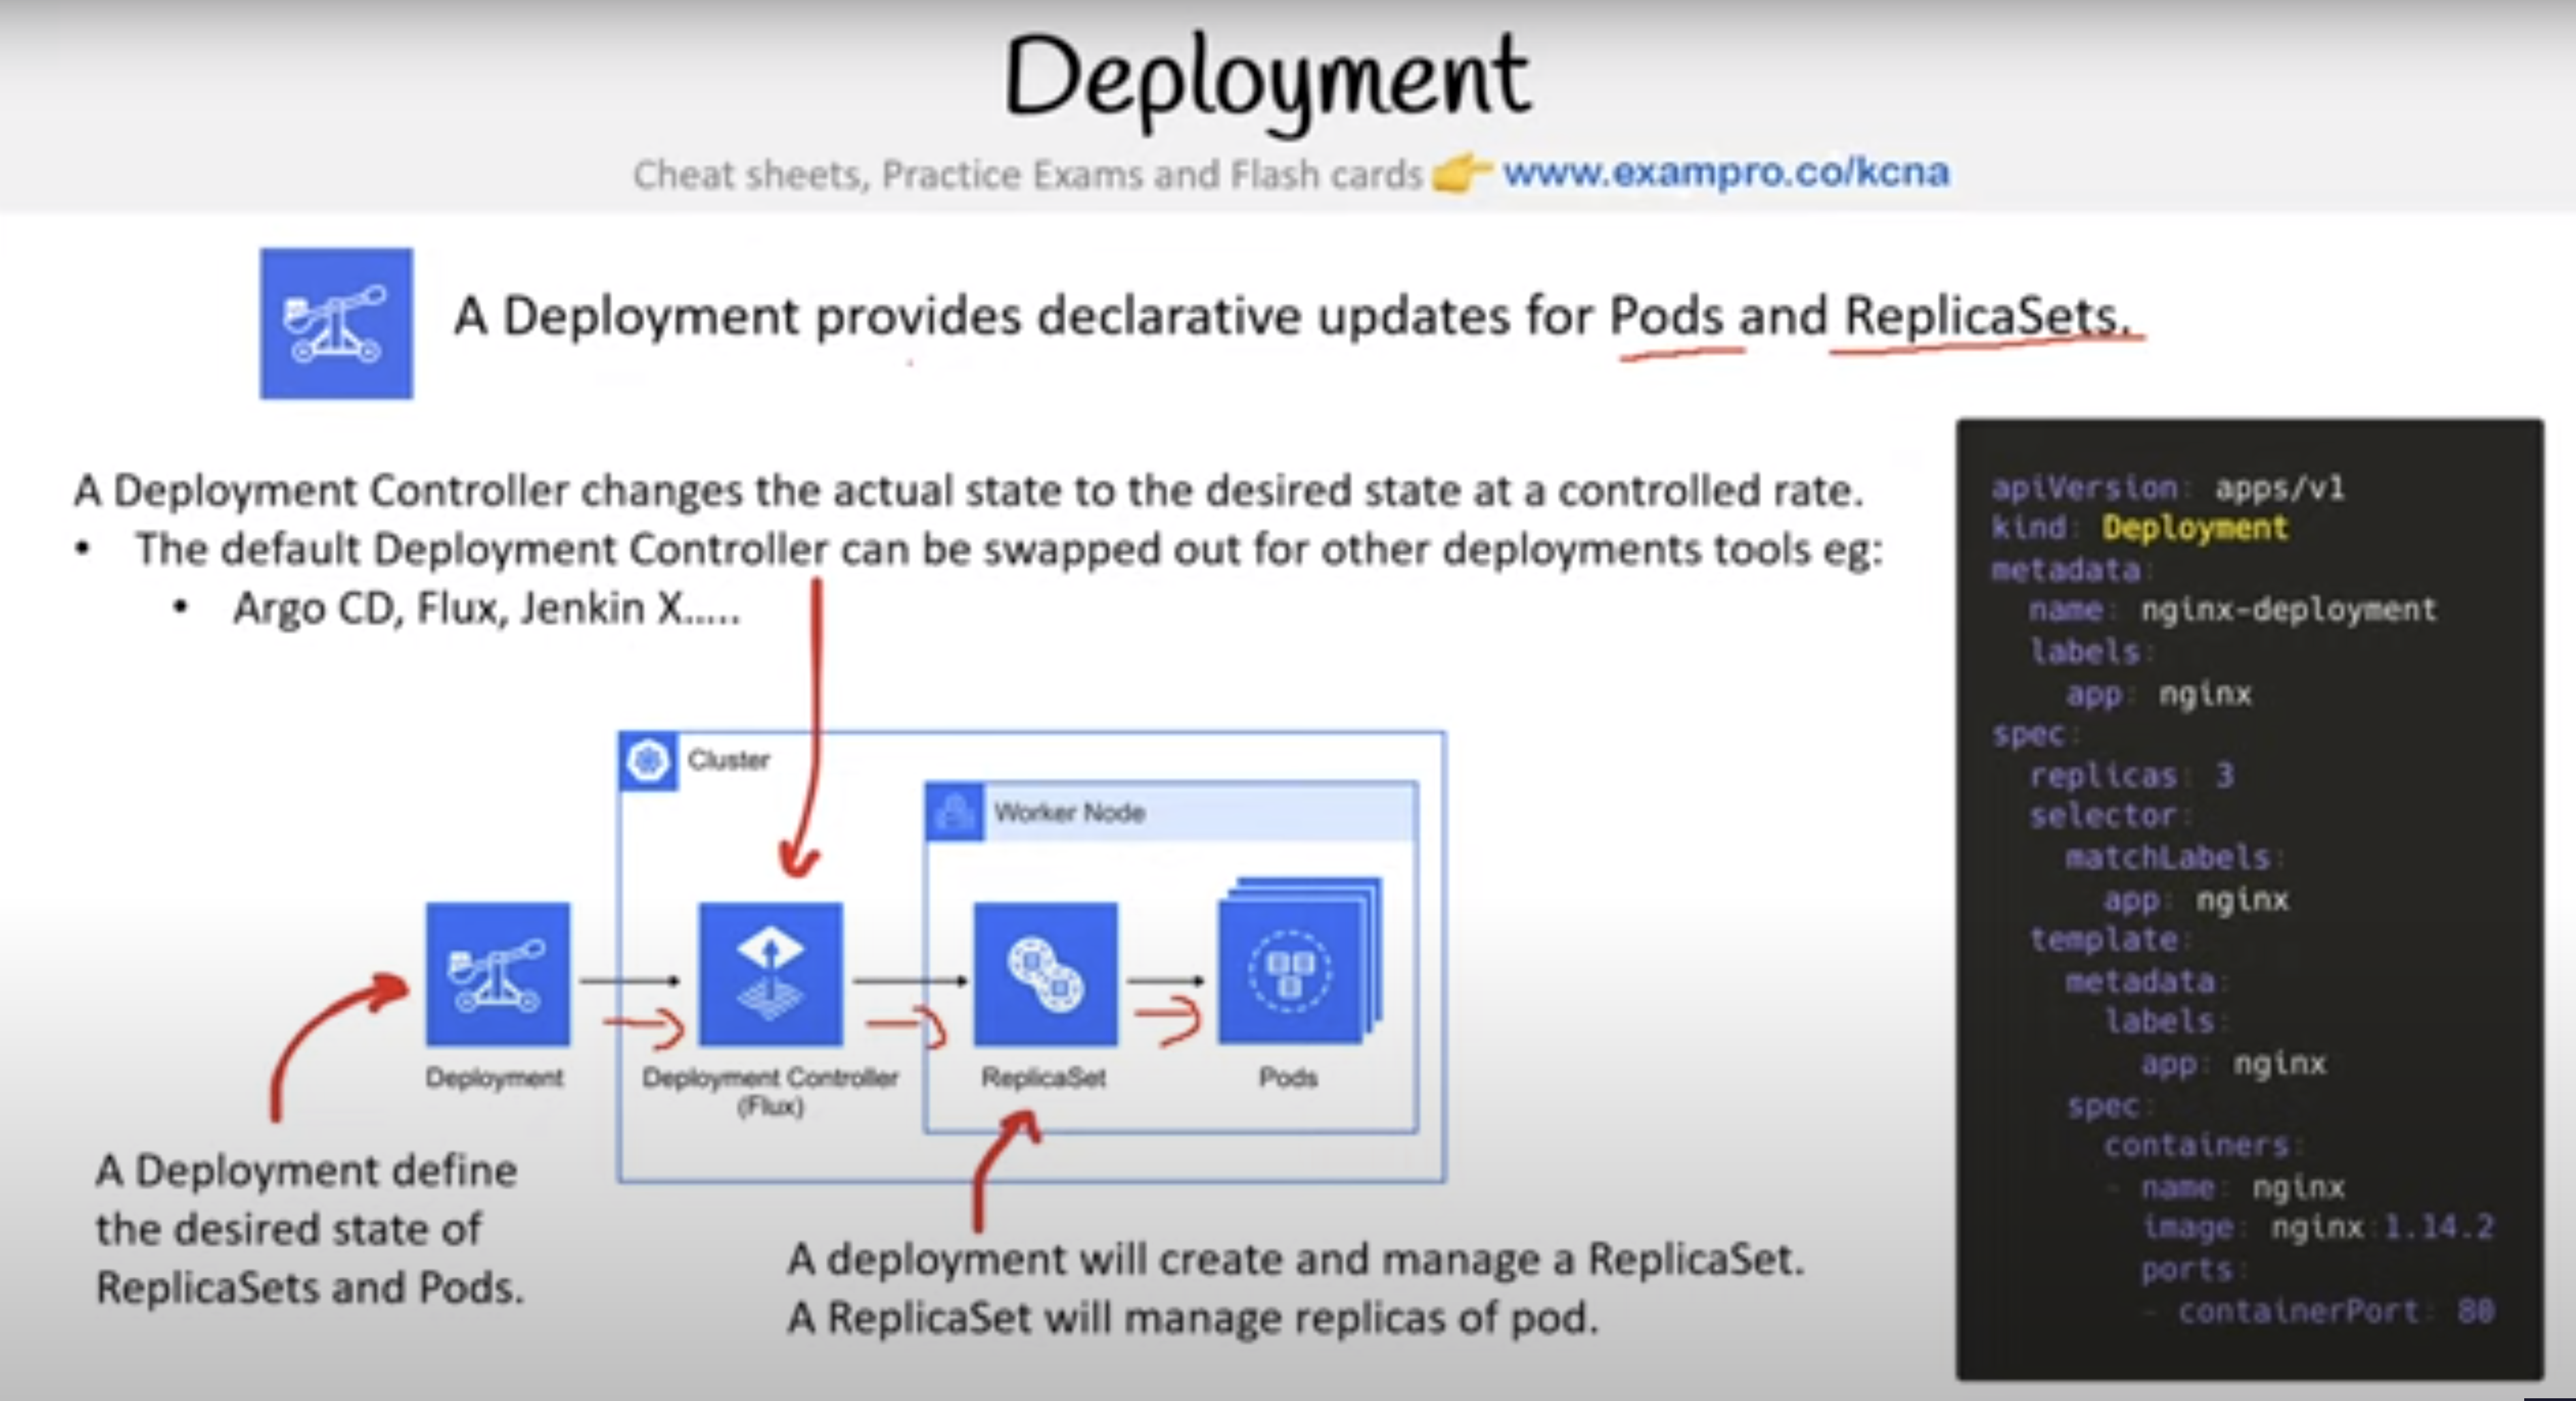 Deployment
Cheat sheets, Practice Exams and Flash cards 👉 www.exampro.co/kcna
A Deployment provides declarative updates for Pods and ReplicaSets.
A Deployment Controller changes the actual state to the desired state at a controlled rate.
• The default Deployment Controller can be swapped out for other deployments tools eg:
• Argo CD, Flux, Jenkin X.....
Cluster
Worker Node
Deployment
Deployment Controller
(Flux)
ReplicaSet
Pods
A Deployment define
the desired state of
ReplicaSets and Pods.
A deployment will create and manage a ReplicaSet.
A ReplicaSet will manage replicas of pod.
apiVersion: apps/v1
kind: Deployment
metadata:
  name: nginx-deployment
  labels:
    app: nginx
spec:
  replicas: 3
  selector:
    matchLabels:
      app: nginx
  template:
    metadata:
      labels:
        app: nginx
    spec:
      containers:
      - name: nginx
        image: nginx:1.14.2
        ports:
        - containerPort: 80